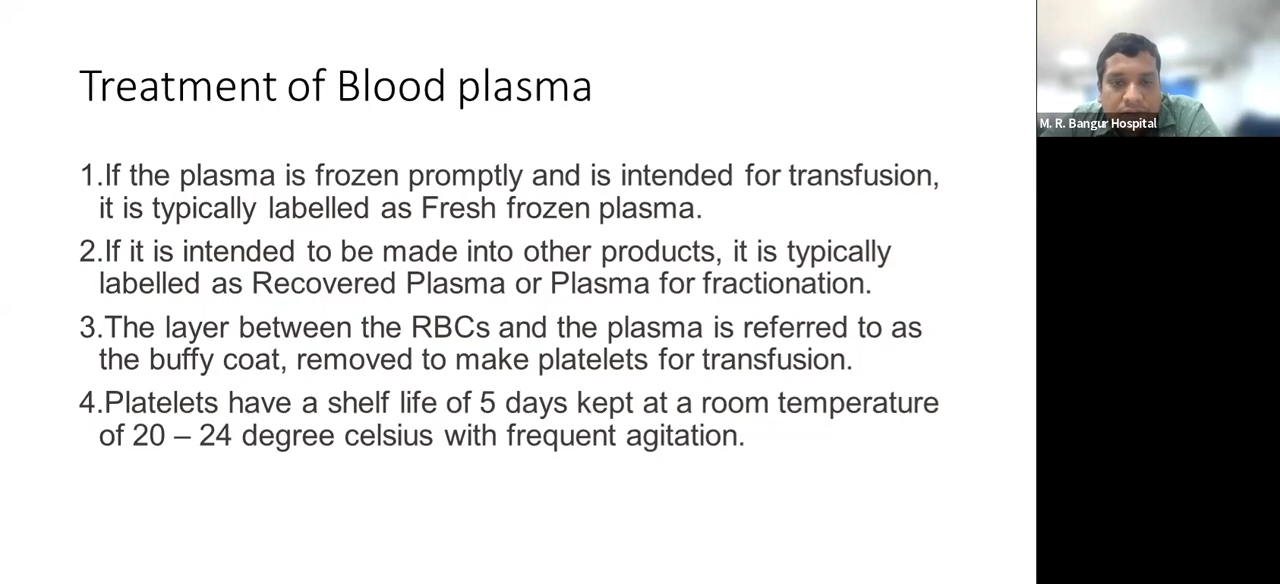 Treatment of Blood plasma
1.If the plasma is frozen promptly and is intended for transfusion,
it is typically labelled as Fresh frozen plasma.
2.If it is intended to be made into other products, it is typically
labelled as Recovered Plasma or Plasma for fractionation.
3.The layer between the RBCs and the plasma is referred to as
the buffy coat, removed to make platelets for transfusion.
4.Platelets have a shelf life of 5 days kept at a room temperature
of 20 – 24 degree celsius with frequent agitation.
M. R. Bangur Hospital